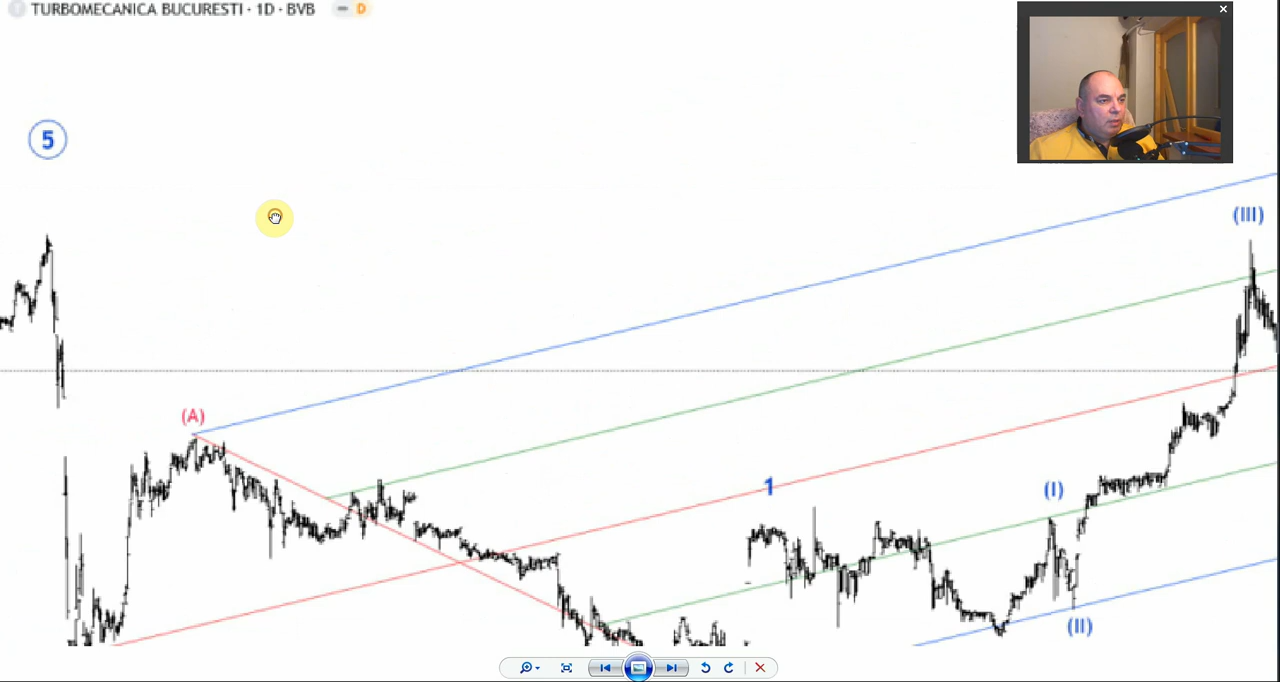 TURBOMECANICA BUCURESTI · 1D · BVB
D
5
(III)
(A)
1
(I)
(II)